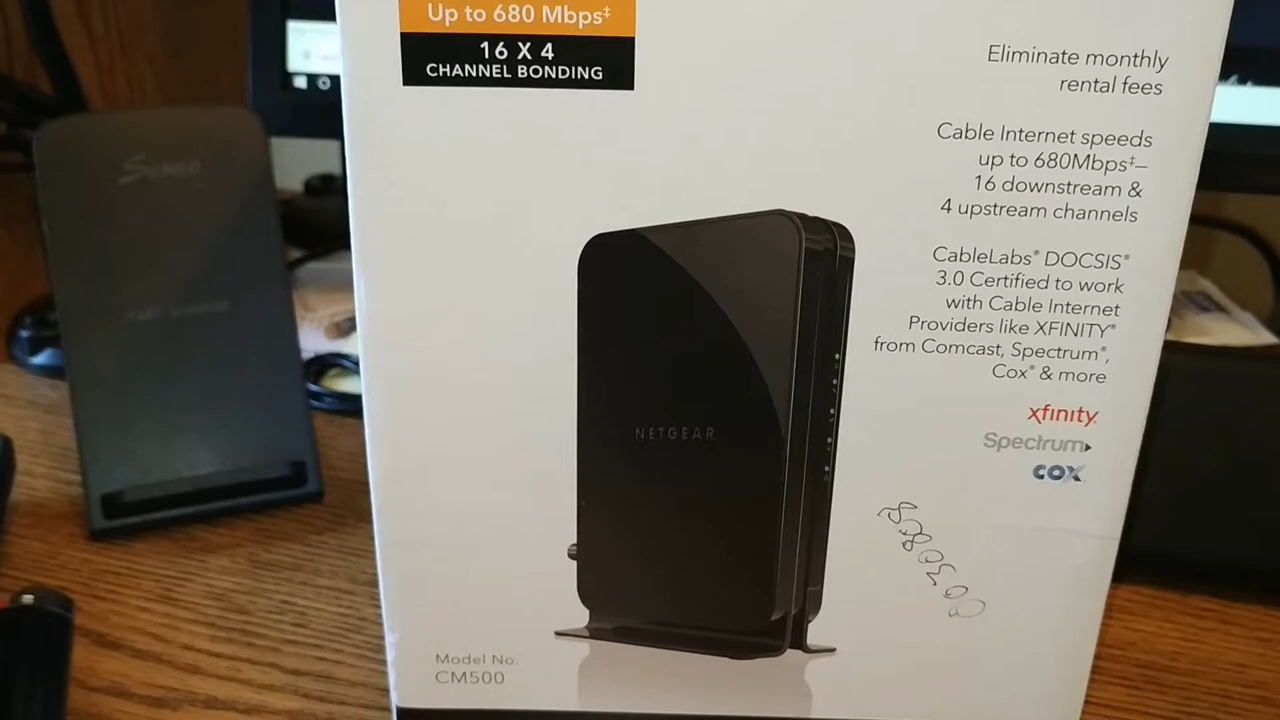 Up to 680 Mbps‡
16 X 4
CHANNEL BONDING
Eliminate monthly
rental fees
Cable Internet speeds
up to 680Mbps‡–
16 downstream &
4 upstream channels
CableLabs® DOCSIS®
3.0 Certified to work
with Cable Internet
Providers like XFINITY®
from Comcast, Spectrum®,
Cox® & more
xfinity
Spectrum
COX
NETGEAR
Model No.
CM500